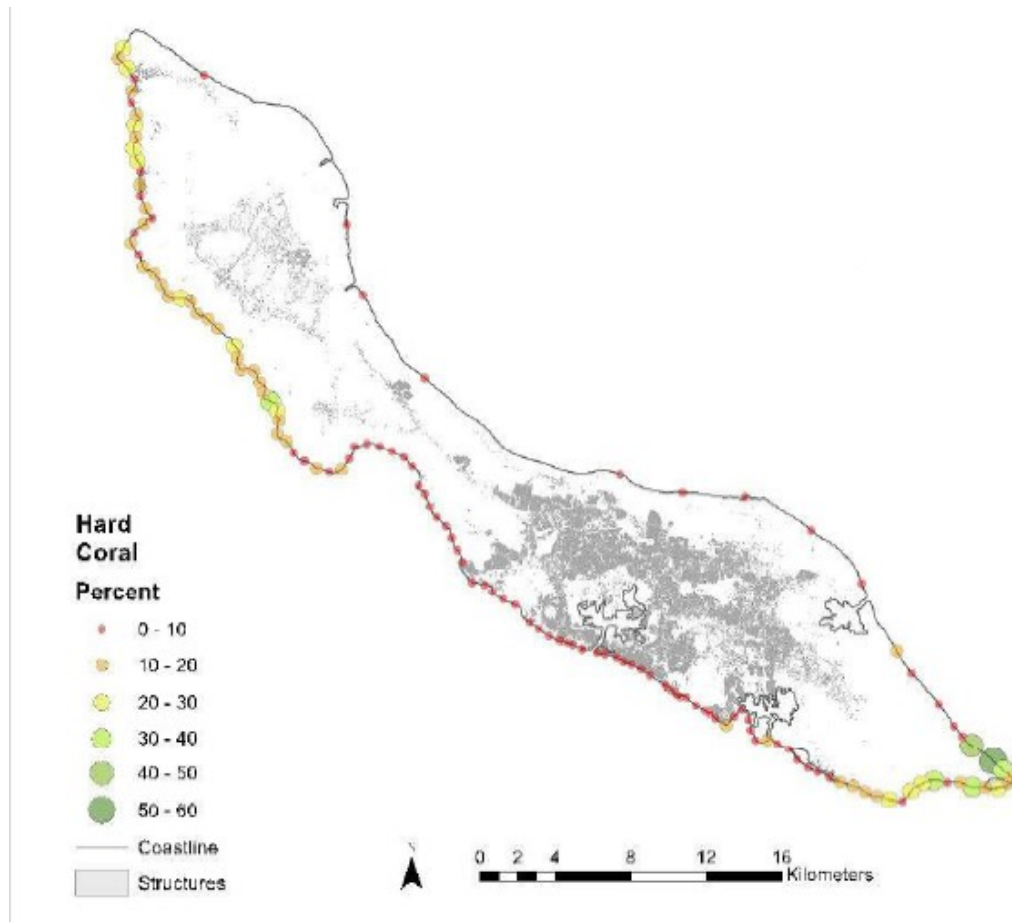 Hard
Coral
Percent
0 - 10
10 - 20
20 - 30
30 - 40
40 - 50
50 - 60
Coastline
Structures
0 2 4 8 12 16
Kilometers